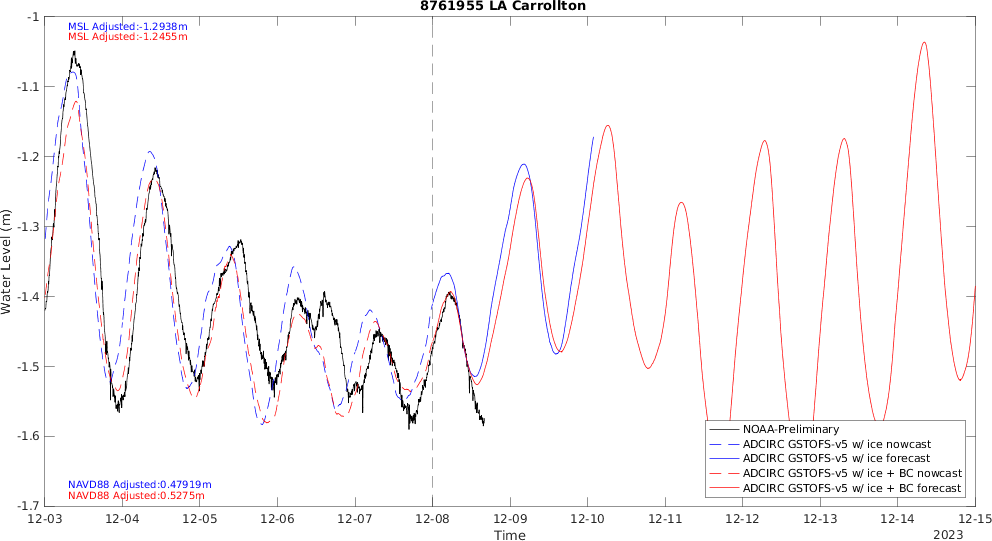 8761955 LA Carrollton
MSL Adjusted:-1.2938m
MSL Adjusted:-1.2455m
-1
-1.1
-1.2
-1.3
-1.4
-1.5
-1.6
-1.7
Water Level (m)
NAVD88 Adjusted:0.47919m
NAVD88 Adjusted:0.5275m
NOAA-Preliminary
ADCIRC GSTOFS-v5 w/ ice nowcast
ADCIRC GSTOFS-v5 w/ ice forecast
ADCIRC GSTOFS-v5 w/ ice + BC nowcast
ADCIRC GSTOFS-v5 w/ ice + BC forecast
12-03 12-04 12-05 12-06 12-07 12-08 12-09 12-10 12-11 12-12 12-13 12-14 12-15
Time
2023